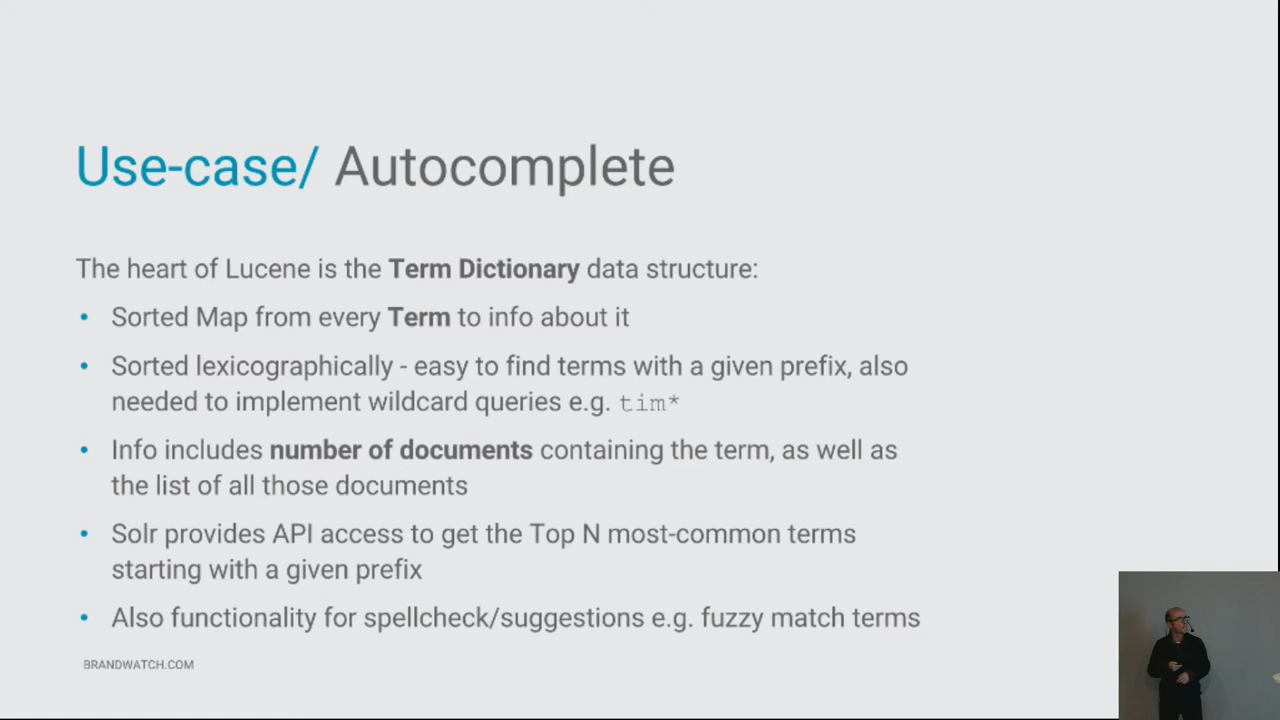 Use-case/ Autocomplete
The heart of Lucene is the Term Dictionary data structure:
• Sorted Map from every Term to info about it
• Sorted lexicographically - easy to find terms with a given prefix, also
needed to implement wildcard queries e.g. tim*
• Info includes number of documents containing the term, as well as
the list of all those documents
• Solr provides API access to get the Top N most-common terms
starting with a given prefix
• Also functionality for spellcheck/suggestions e.g. fuzzy match terms
BRANDWATCH.COM